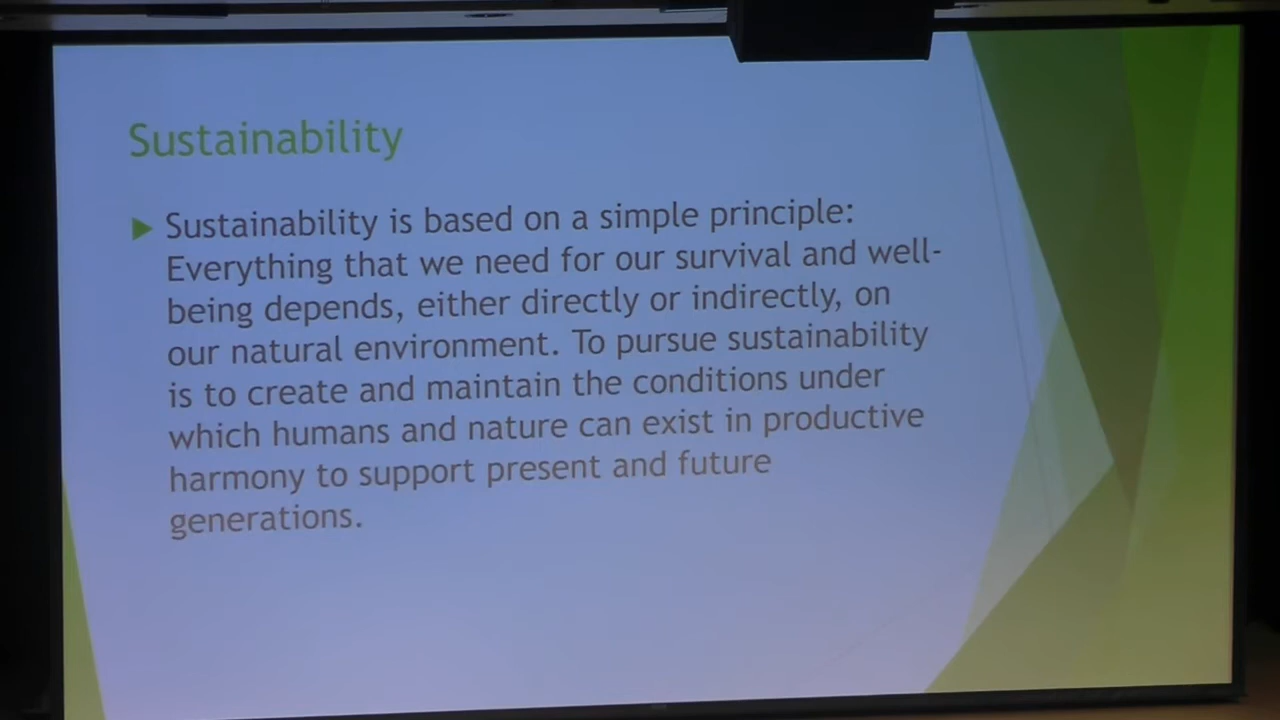 Sustainability
Sustainability is based on a simple principle:
Everything that we need for our survival and well-
being depends, either directly or indirectly, on
our natural environment. To pursue sustainability
is to create and maintain the conditions under
which humans and nature can exist in productive
harmony to support present and future
generations.